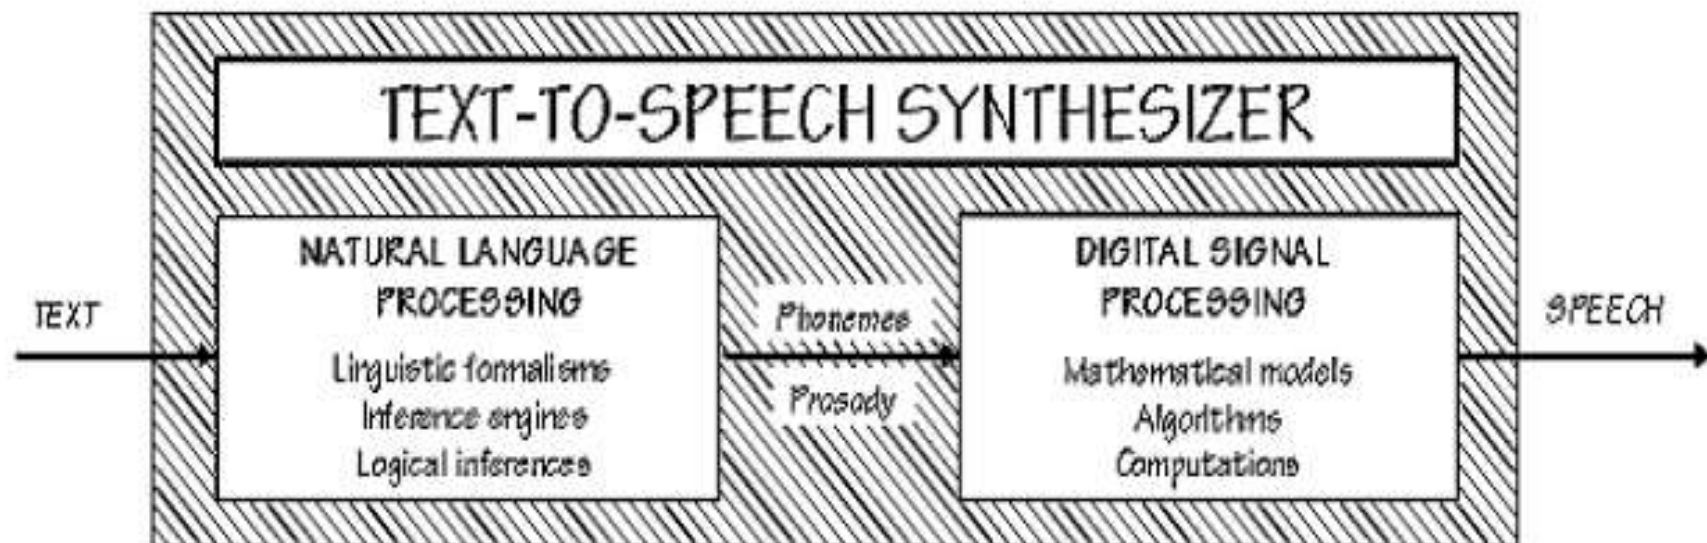 TEXT-TO-SPEECH SYNTHESIZER
TEXT
NATURAL LANGUAGE
PROCESSING
Linguistic formalisms
Inference engines
Logical inferences
Phonemes
Prosody
DIGITAL SIGNAL
PROCESSING
Mathematical models
Algorithms
Computations
SPEECH